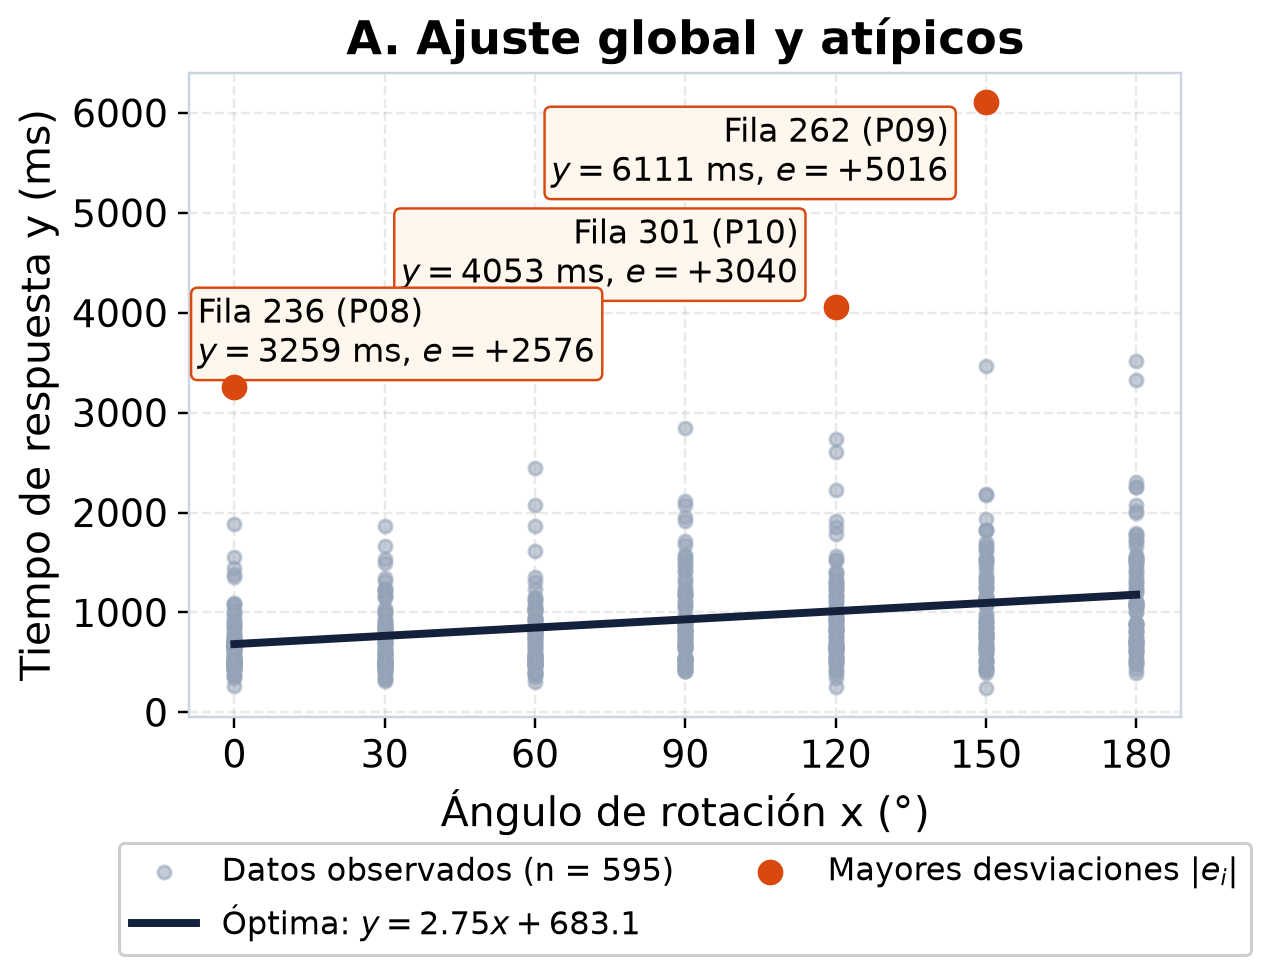 A. Ajuste global y atípicos
Tiempo de respuesta y (ms)
6000
5000
4000
3000
2000
1000
0
Fila 262 (P09)
y = 6111 ms, e = +5016
Fila 301 (P10)
y = 4053 ms, e = +3040
Fila 236 (P08)
y = 3259 ms, e = +2576
0 30 60 90 120 150 180
Ángulo de rotación x (°)
Datos observados (n = 595)
Mayores desviaciones |eᵢ|
Óptima: y = 2.75x + 683.1